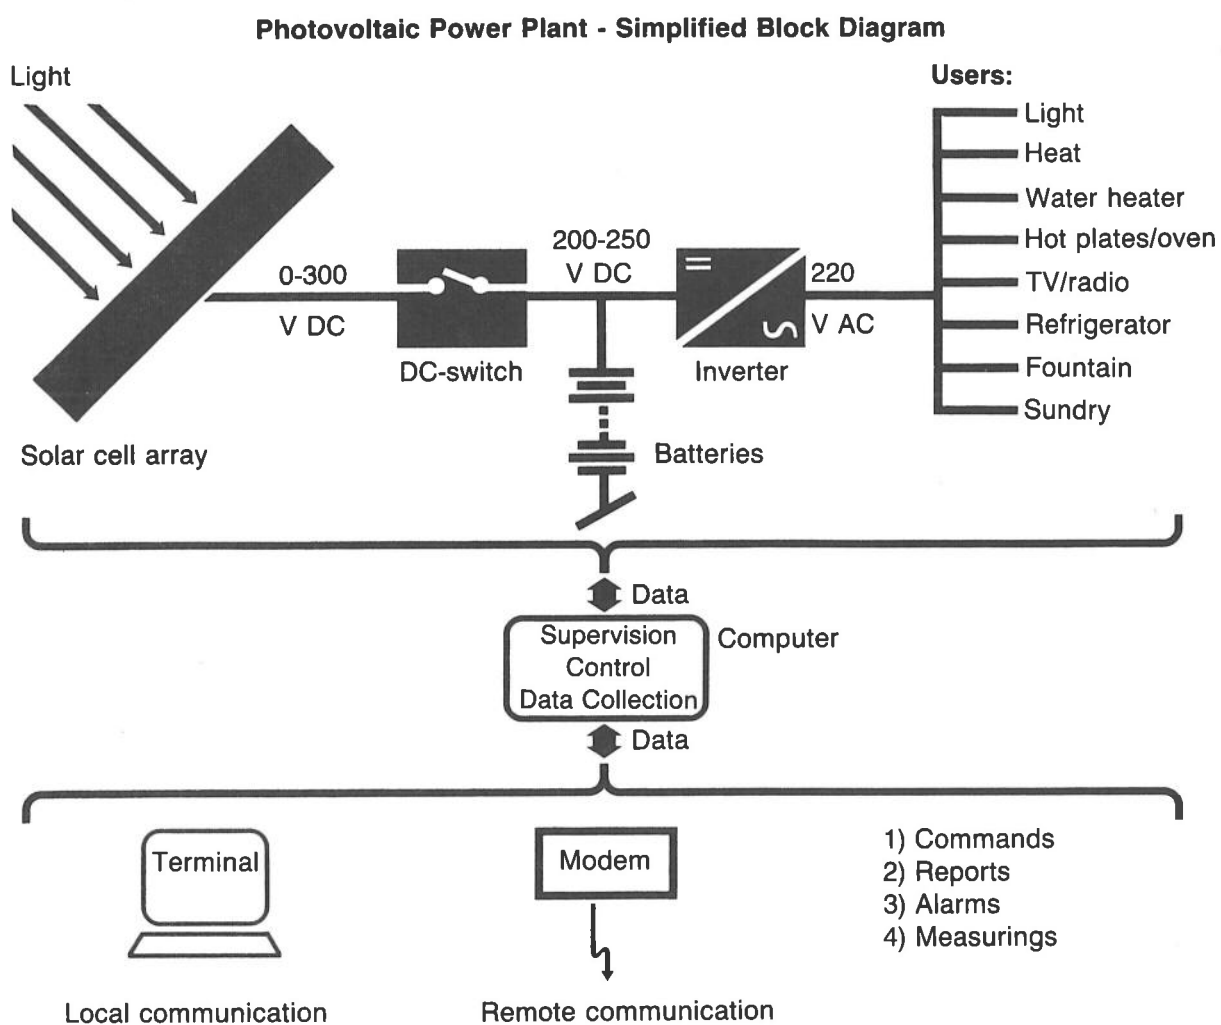 Photovoltaic Power Plant - Simplified Block Diagram
Light
Users:
Light
Heat
Water heater
Hot plates/oven
TV/radio
Refrigerator
Fountain
Sundry
0-300
V DC
DC-switch
200-250
V DC
Inverter
220
V AC
Solar cell array
Batteries
Data
Supervision
Control
Data Collection
Computer
Data
Terminal
Modem
1) Commands
2) Reports
3) Alarms
4) Measurings
Local communication
Remote communication